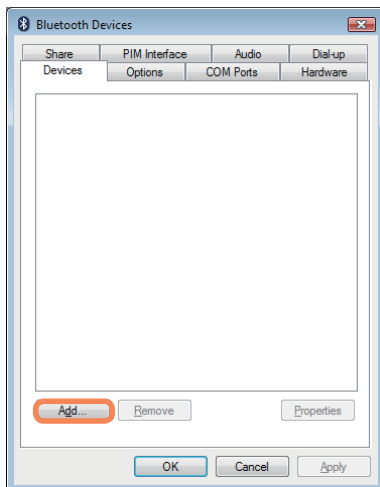 Bluetooth Devices
Share PIM Interface Audio Dial-up
Devices Options COM Ports Hardware
Add... Remove Properties
OK Cancel Apply